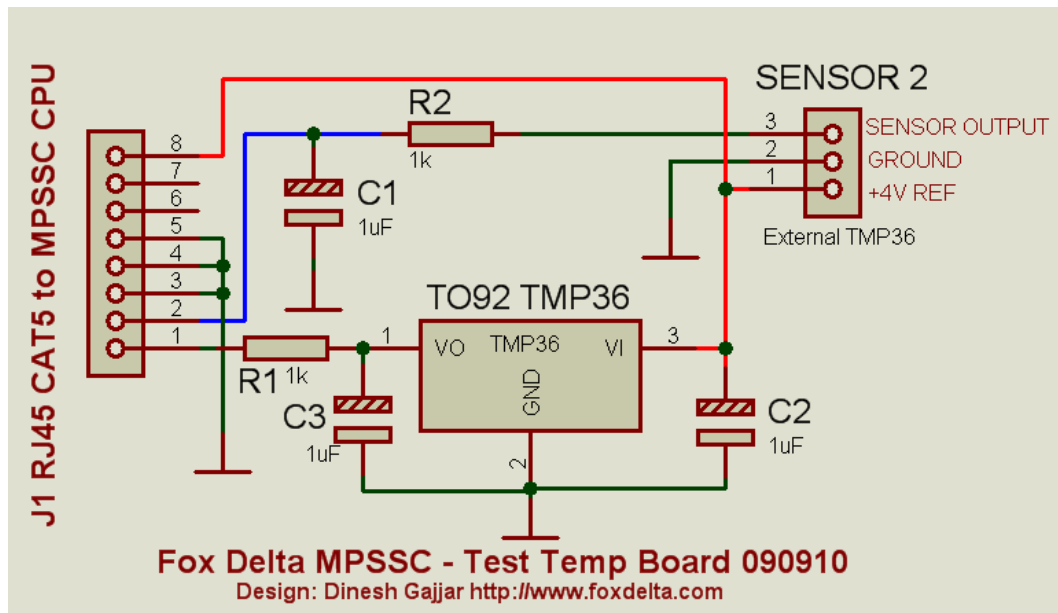 J1 RJ45 CAT5 to MPSSC CPU
8
7
6
5
4
3
2
1
R2
1k
C1
1uF
SENSOR 2
3
SENSOR OUTPUT
2
GROUND
1
+4V REF
External TMP36
TO92 TMP36
1
VO
TMP36
VI
3
GND
2
R1
1k
C3
1uF
C2
1uF
Fox Delta MPSSC - Test Temp Board 090910
Design: Dinesh Gajjar http://www.foxdelta.com